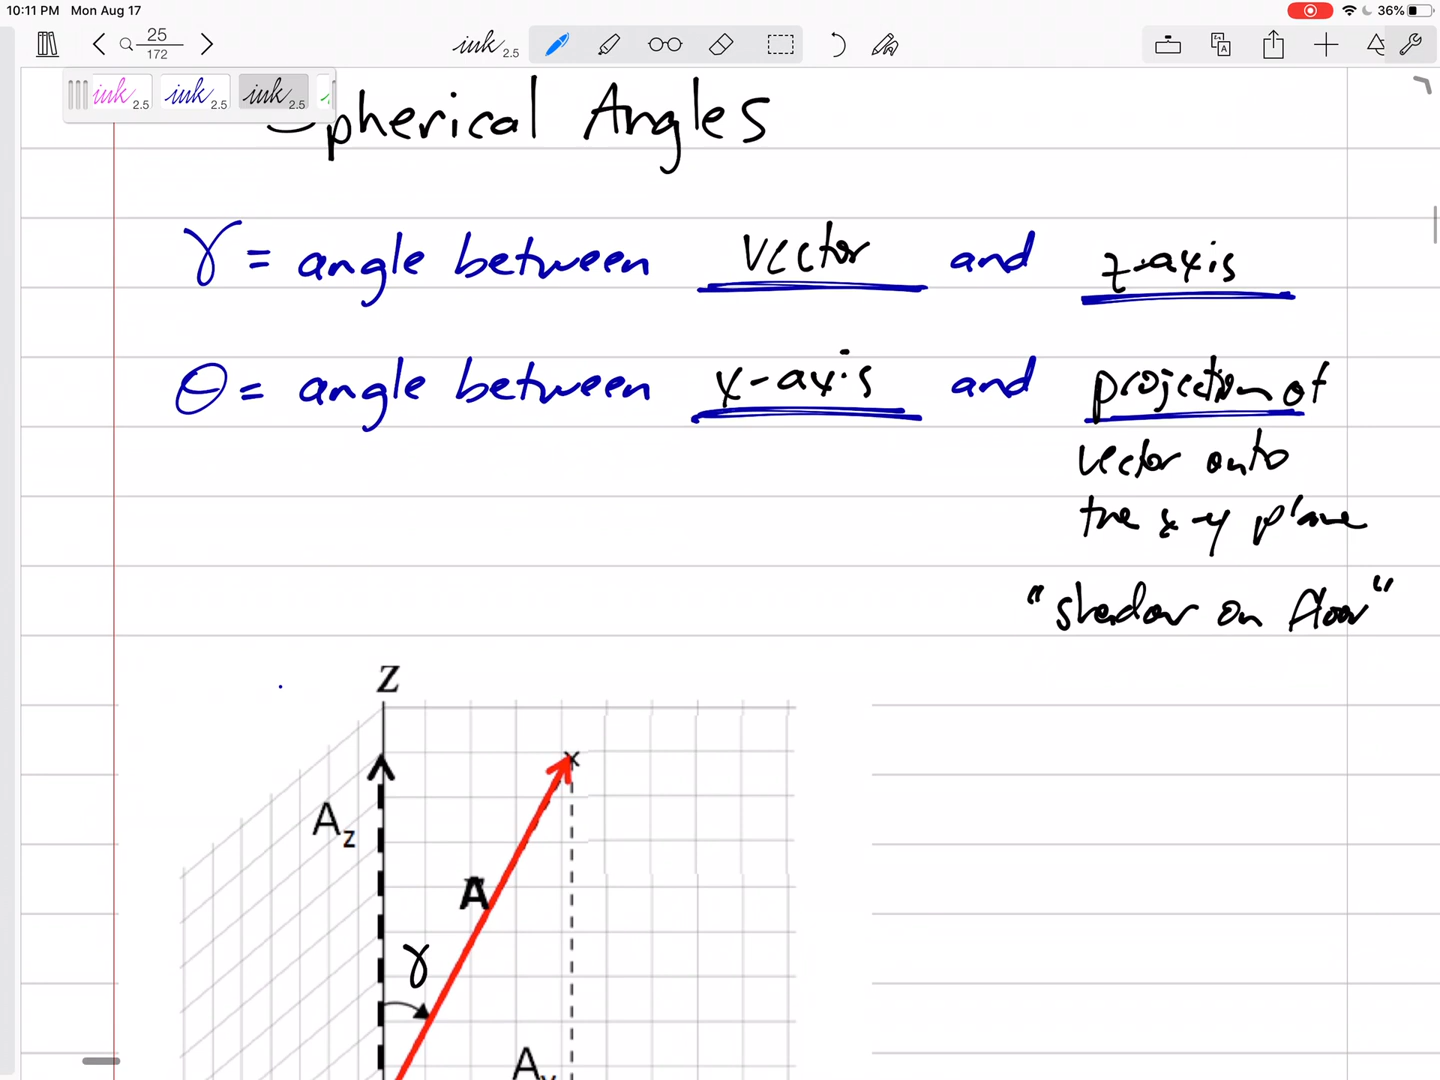 10:11 PM Mon Aug 17
36%
25
172
ink 2.5
ink 2.5 ink 2.5 ink 2.5
Spherical Angles
γ = angle between vector and z-axis
θ = angle between x-axis and projection of
vector onto
the x-y plane
"shadow on floor"
Z
A_z
A
γ